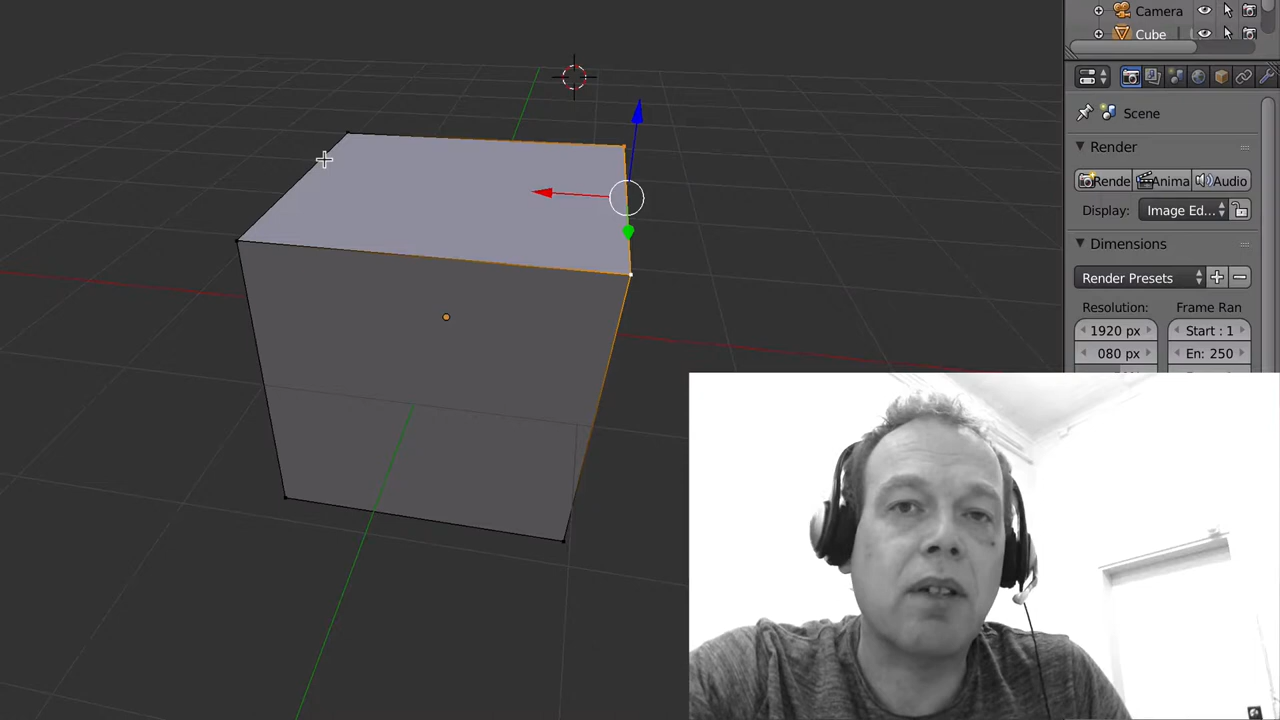 Camera
Cube
Scene
Render
Rende
Anima
Audio
Display: Image Ed...
Dimensions
Render Presets
Resolution: Frame Ran
1920 px Start : 1
080 px En: 250